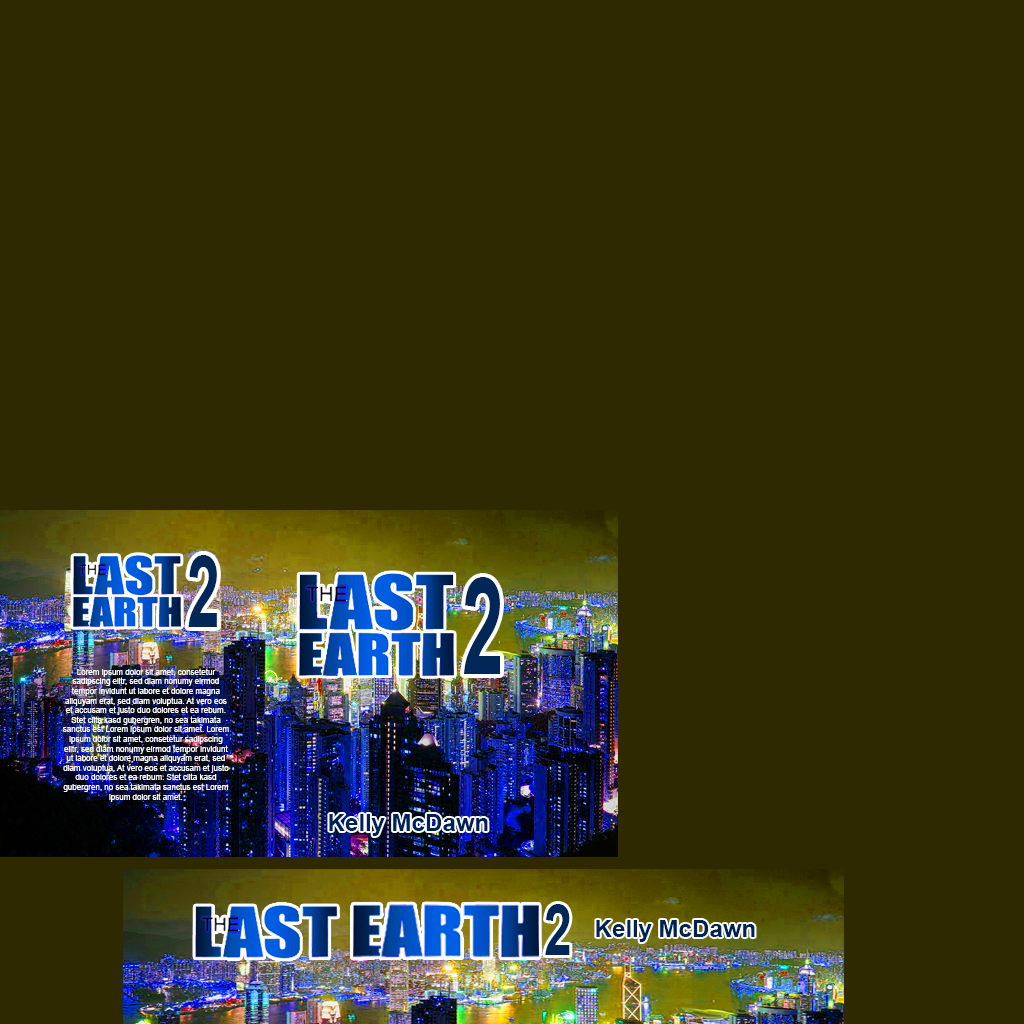 THE
LAST
EARTH 2
Lorem ipsum dolor sit amet, consetetur
sadipscing elitr, sed diam nonumy eirmod
tempor invidunt ut labore et dolore magna
aliquyam erat, sed diam voluptua. At vero eos
et accusam et justo duo dolores et ea rebum.
Stet clita kasd gubergren, no sea takimata
sanctus est Lorem ipsum dolor sit amet. Lorem
ipsum dolor sit amet, consetetur sadipscing
elitr, sed diam nonumy eirmod tempor invidunt
ut labore et dolore magna aliquyam erat, sed
diam voluptua. At vero eos et accusam et justo
duo dolores et ea rebum. Stet clita kasd
gubergren, no sea takimata sanctus est Lorem
ipsum dolor sit amet.
THE
LAST
EARTH 2
Kelly McDawn
THE
LAST EARTH 2
Kelly McDawn